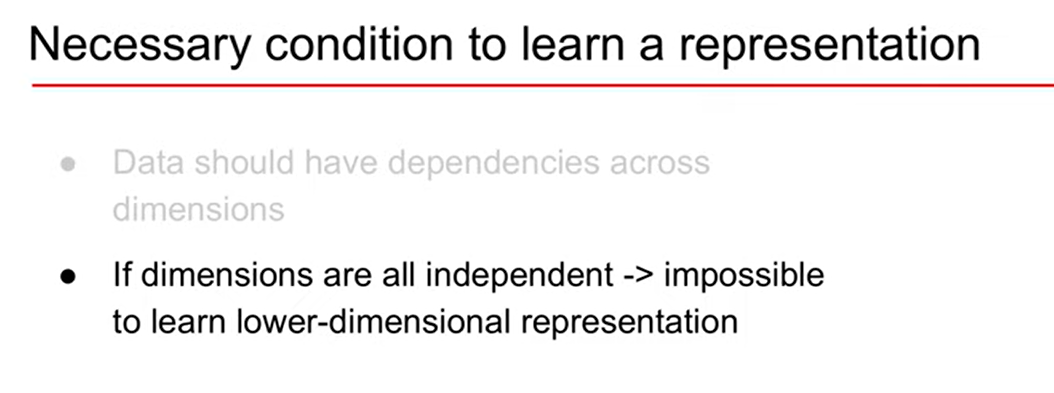 Necessary condition to learn a representation
● Data should have dependencies across
dimensions
● If dimensions are all independent -> impossible
to learn lower-dimensional representation